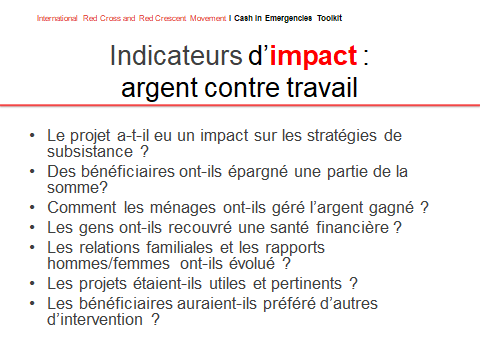 International Red Cross and Red Crescent Movement I Cash in Emergencies Toolkit
Indicateurs d’impact :
argent contre travail
• Le projet a-t-il eu un impact sur les stratégies de
subsistance ?
• Des bénéficiaires ont-ils épargné une partie de la
somme?
• Comment les ménages ont-ils géré l’argent gagné ?
• Les gens ont-ils recouvré une santé financière ?
• Les relations familiales et les rapports
hommes/femmes ont-ils évolué ?
• Les projets étaient-ils utiles et pertinents ?
• Les bénéficiaires auraient-ils préféré d’autres
d’intervention ?